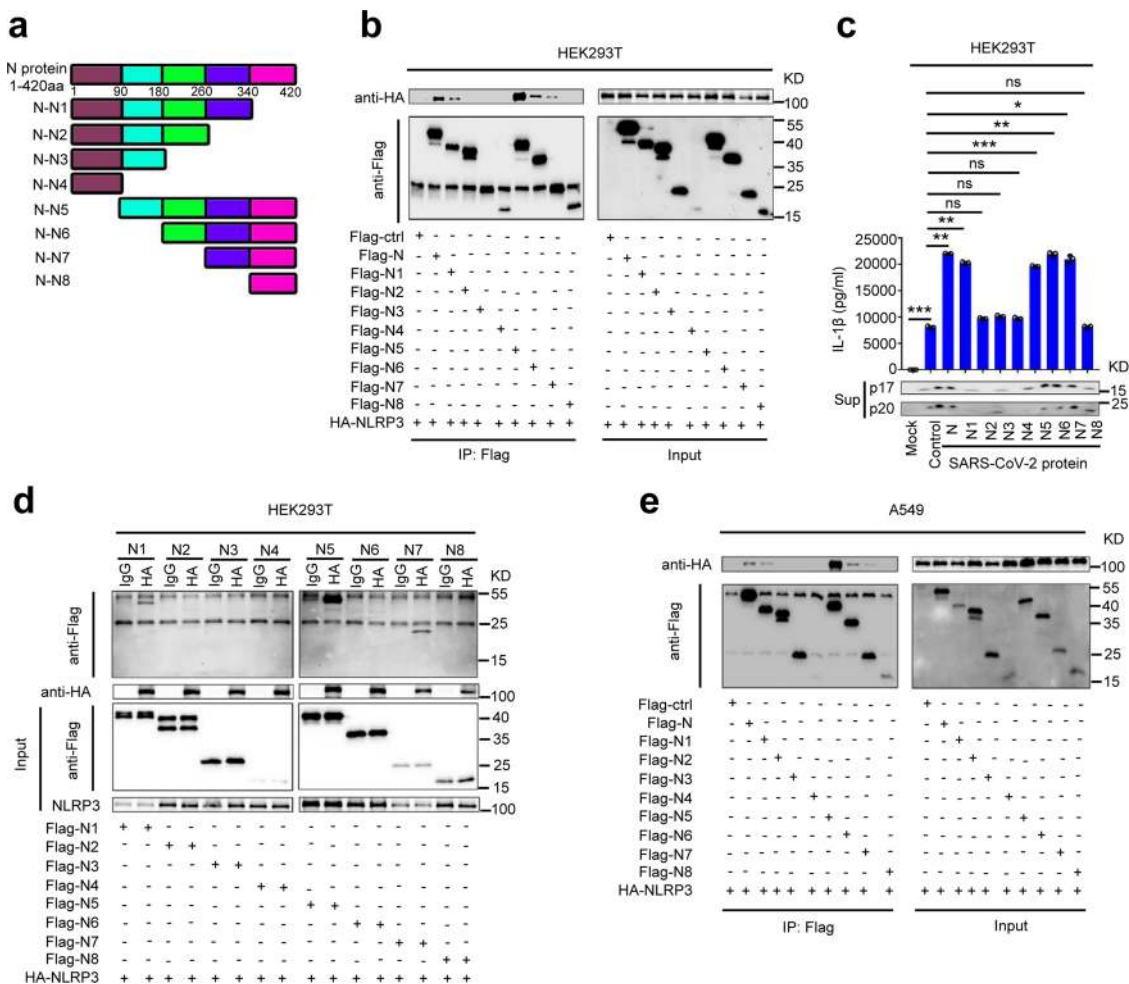 a
N protein
1-420aa
1 90 180 260 340 420
N-N1
N-N2
N-N3
N-N4
N-N5
N-N6
N-N7
N-N8
b
HEK293T
KD
anti-HA
100
anti-Flag
55
40
35
25
15
Flag-ctrl + - - - - - - - - - + - - - - - - - - -
Flag-N - + - - - - - - - - - + - - - - - - - -
Flag-N1 - - + - - - - - - - - - + - - - - - - -
Flag-N2 - - - + - - - - - - - - - + - - - - - -
Flag-N3 - - - - + - - - - - - - - - + - - - - -
Flag-N4 - - - - - + - - - - - - - - - + - - - -
Flag-N5 - - - - - - + - - - - - - - - - + - - -
Flag-N6 - - - - - - - + - - - - - - - - - + - -
Flag-N7 - - - - - - - - + - - - - - - - - - + -
Flag-N8 - - - - - - - - - + - - - - - - - - - +
HA-NLRP3 + + + + + + + + + + + + + + + + + + + +
IP: Flag Input
c
HEK293T
ns
*
**
***
ns
ns
ns
**
**
***
IL-1β (pg/ml)
25000
20000
15000
10000
5000
0
KD
Sup
p17
15
p20
25
Mock Control N N1 N2 N3 N4 N5 N6 N7 N8
SARS-CoV-2 protein
d
HEK293T
N1 N2 N3 N4 N5 N6 N7 N8
IgG HA IgG HA IgG HA IgG HA IgG HA IgG HA IgG HA IgG HA
KD
anti-Flag
55
25
15
anti-HA
100
Input
anti-Flag
40
35
25
15
NLRP3
100
Flag-N1 + + - - - - - - - - - - - - - -
Flag-N2 - - + + - - - - - - - - - - - -
Flag-N3 - - - - + + - - - - - - - - - -
Flag-N4 - - - - - - + + - - - - - - - -
Flag-N5 - - - - - - - - + + - - - - - -
Flag-N6 - - - - - - - - - - + + - - - -
Flag-N7 - - - - - - - - - - - - + + - -
Flag-N8 - - - - - - - - - - - - - - + +
HA-NLRP3 + + + + + + + + + + + + + + + +
e
A549
KD
anti-HA
100
anti-Flag
55
40
35
25
15
Flag-ctrl + - - - - - - - - - + - - - - - - - - -
Flag-N - + - - - - - - - - - + - - - - - - - -
Flag-N1 - - + - - - - - - - - - + - - - - - - -
Flag-N2 - - - + - - - - - - - - - + - - - - - -
Flag-N3 - - - - + - - - - - - - - - + - - - - -
Flag-N4 - - - - - + - - - - - - - - - + - - - -
Flag-N5 - - - - - - + - - - - - - - - - + - - -
Flag-N6 - - - - - - - + - - - - - - - - - + - -
Flag-N7 - - - - - - - - + - - - - - - - - - + -
Flag-N8 - - - - - - - - - + - - - - - - - - - +
HA-NLRP3 + + + + + + + + + + + + + + + + + + + +
IP: Flag Input